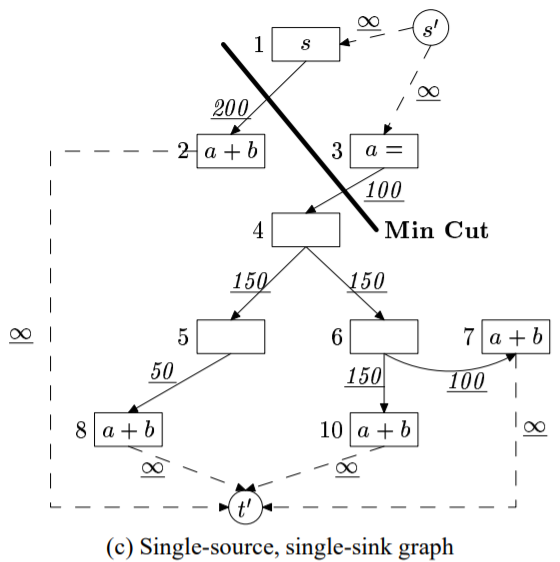 ∞ s′
1 s
∞
200
2 a + b 3 a =
100
4 Min Cut
150 150
∞ 5 6 7 a + b
50 150 100
8 a + b 10 a + b ∞
∞ ∞
t′
(c) Single-source, single-sink graph